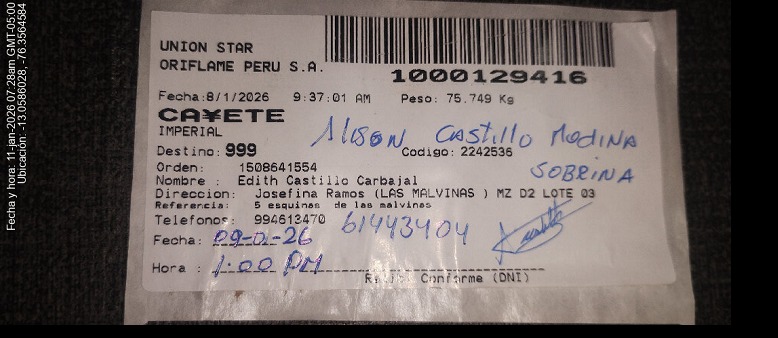 Fecha y hora: 11-jan-2026 07:28am GMT-05:00
Ubicación: -13.0586028, -76.3564584
UNION STAR
ORIFLAME PERU S.A.
1000129416
Fecha:8/1/2026 9:37:01 AM Peso: 75.749 Kg
CA¥ETE
IMPERIAL
Alison Castillo Modina
Destino: 999 Codigo: 2242536
SOBRINA
Orden: 1508641554
Nombre : Edith Castillo Carbajal
Direccion: Josefina Ramos (LAS MALVINAS ) MZ D2 LOTE 03
Referencia: 5 esquinas de las malvinas
Telefonos: 994613470
61443404
Fecha: 09-01-26
Hora : 1:00 PM
Conforme (DNI)